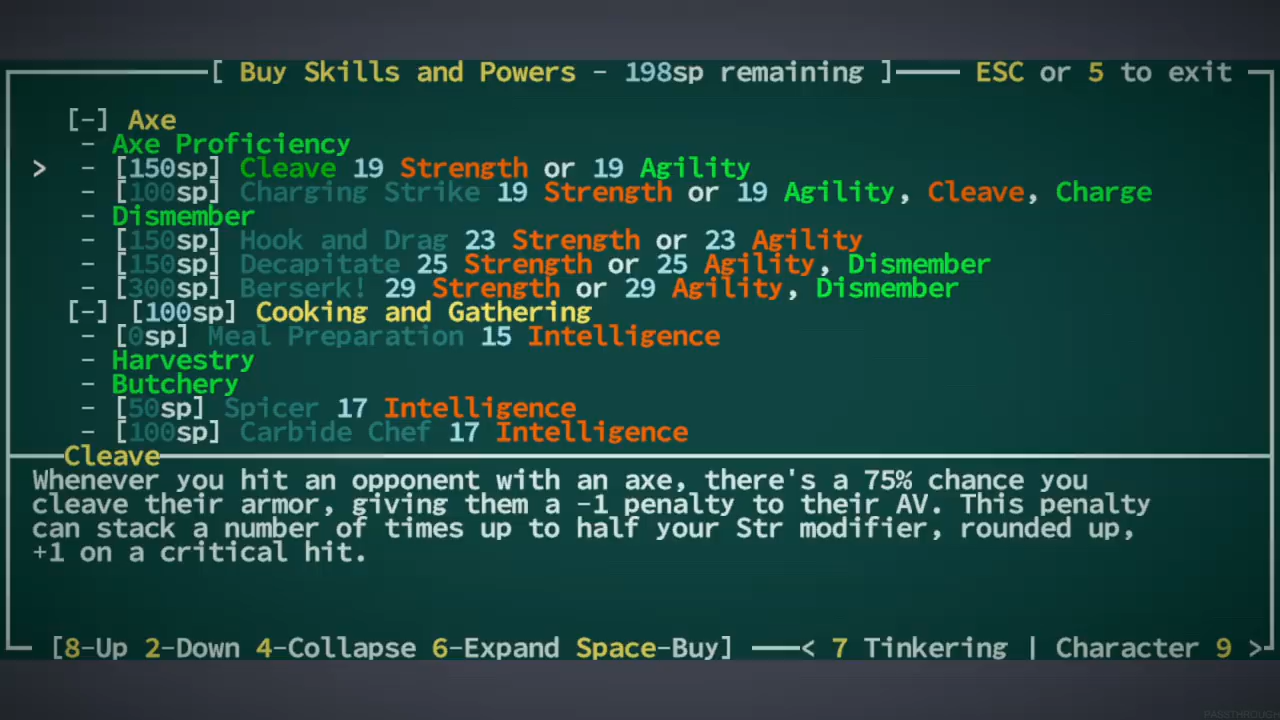 [ Buy Skills and Powers - 198sp remaining ] ESC or 5 to exit
[-] Axe
- Axe Proficiency
> - [150sp] Cleave 19 Strength or 19 Agility
- [100sp] Charging Strike 19 Strength or 19 Agility, Cleave, Charge
- Dismember
- [150sp] Hook and Drag 23 Strength or 23 Agility
- [150sp] Decapitate 25 Strength or 25 Agility, Dismember
- [300sp] Berserk! 29 Strength or 29 Agility, Dismember
[-] [100sp] Cooking and Gathering
- [0sp] Meal Preparation 15 Intelligence
- Harvestry
- Butchery
- [50sp] Spicer 17 Intelligence
- [100sp] Carbide Chef 17 Intelligence
Cleave
Whenever you hit an opponent with an axe, there's a 75% chance you
cleave their armor, giving them a -1 penalty to their AV. This penalty
can stack a number of times up to half your Str modifier, rounded up,
+1 on a critical hit.
[8-Up 2-Down 4-Collapse 6-Expand Space-Buy] < 7 Tinkering | Character 9 >